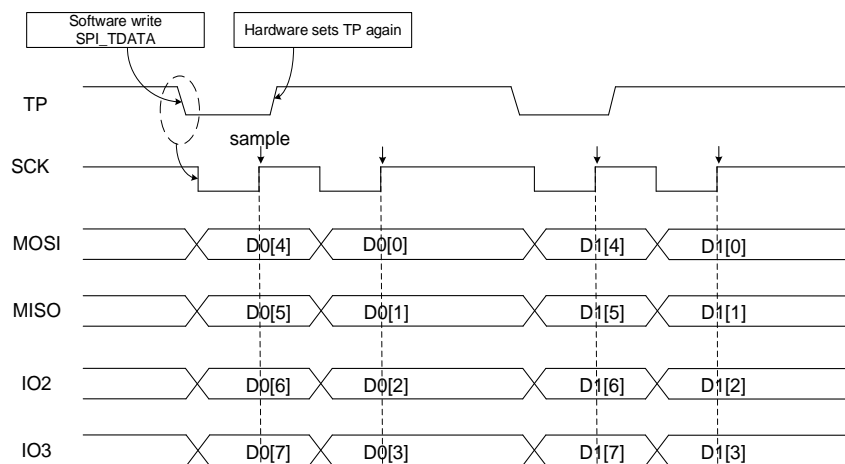 Software write
SPI_TDATA
Hardware sets TP again
TP
sample
SCK
MOSI D0[4] D0[0] D1[4] D1[0]
MISO D0[5] D0[1] D1[5] D1[1]
IO2 D0[6] D0[2] D1[6] D1[2]
IO3 D0[7] D0[3] D1[7] D1[3]